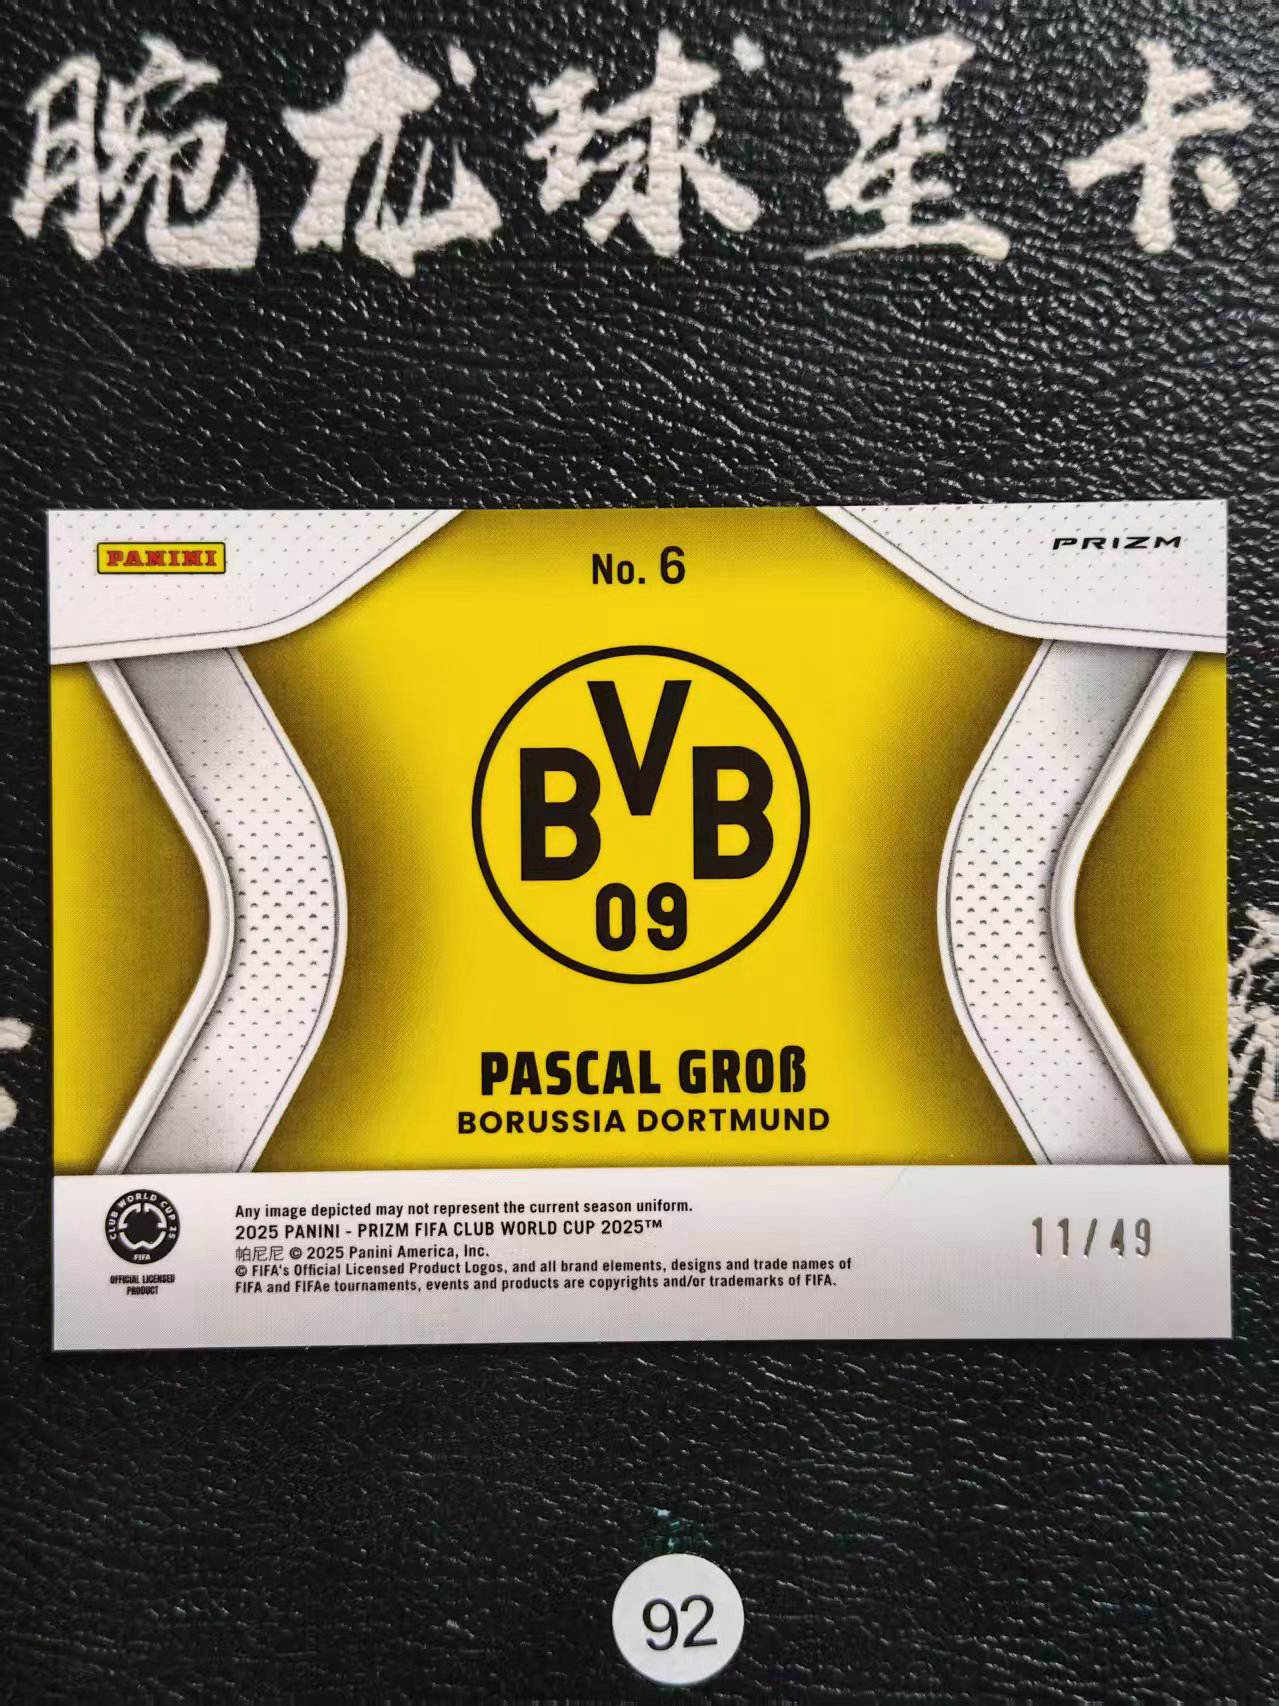 腕龙球星卡
PANINI
No. 6
PRIZM
BVB
09
PASCAL GROß
BORUSSIA DORTMUND
CLUB WORLD CUP 25
FIFA
OFFICIAL LICENSED
PRODUCT
Any image depicted may not represent the current season uniform.
2025 PANINI - PRIZM FIFA CLUB WORLD CUP 2025™
帕尼尼 © 2025 Panini America, Inc.
© FIFA's Official Licensed Product Logos, and all brand elements, designs and trade names of
FIFA and FIFAe tournaments, events and products are copyrights and/or trademarks of FIFA.
11/49
92